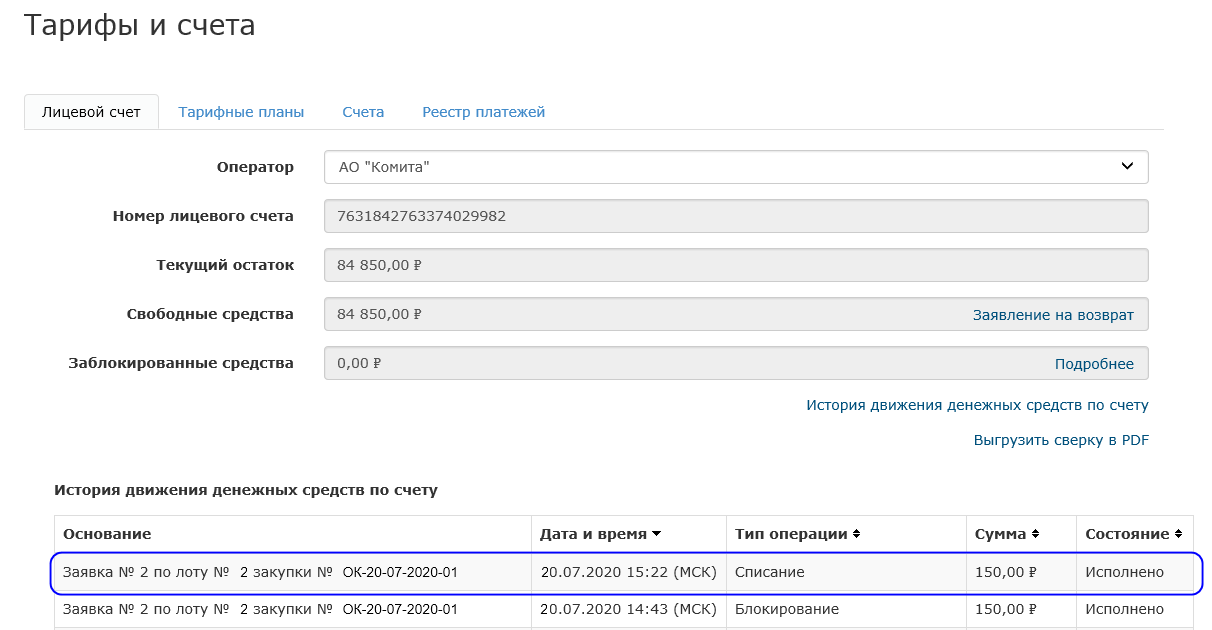 Тарифы и счета
Лицевой счет Тарифные планы Счета Реестр платежей
Оператор АО "Комита"
Номер лицевого счета 7631842763374029982
Текущий остаток 84 850,00 ₽
Свободные средства 84 850,00 ₽ Заявление на возврат
Заблокированные средства 0,00 ₽ Подробнее
История движения денежных средств по счету
Выгрузить сверку в PDF
История движения денежных средств по счету
Основание Дата и время Тип операции Сумма Состояние
Заявка № 2 по лоту № 2 закупки № ОК-20-07-2020-01 20.07.2020 15:22 (МСК) Списание 150,00 ₽ Исполнено
Заявка № 2 по лоту № 2 закупки № ОК-20-07-2020-01 20.07.2020 14:43 (МСК) Блокирование 150,00 ₽ Исполнено